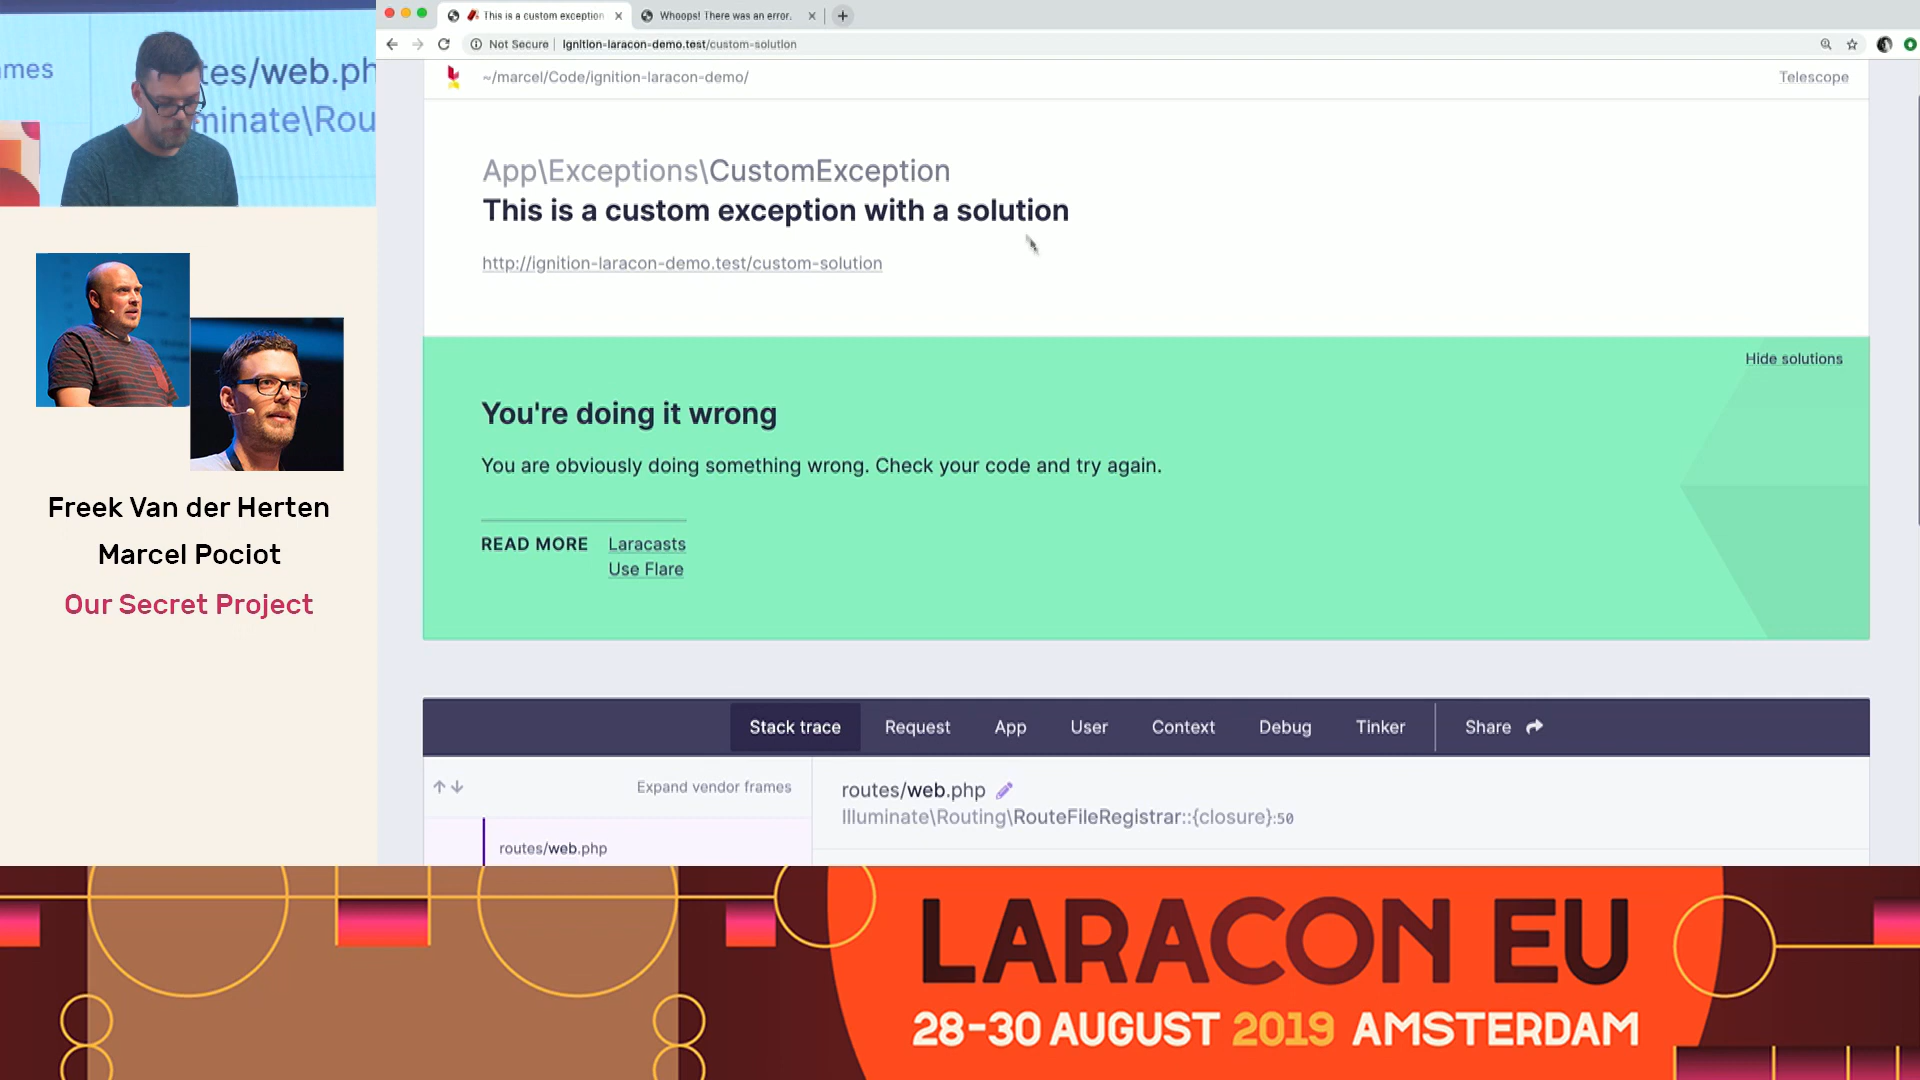 ames
tes/web.ph
minate\Rou
Freek Van der Herten
Marcel Pociot
Our Secret Project
This is a custom exception
Whoops! There was an error.
Not Secure
ignition-laracon-demo.test/custom-solution
~/marcel/Code/ignition-laracon-demo/
Telescope
App\Exceptions\CustomException
This is a custom exception with a solution
http://ignition-laracon-demo.test/custom-solution
Hide solutions
You're doing it wrong
You are obviously doing something wrong. Check your code and try again.
READ MORE Laracasts
Use Flare
Stack trace Request App User Context Debug Tinker Share
Expand vendor frames
routes/web.php
routes/web.php
Illuminate\Routing\RouteFileRegistrar::{closure}:50
LARACON EU
28-30 AUGUST 2019 AMSTERDAM